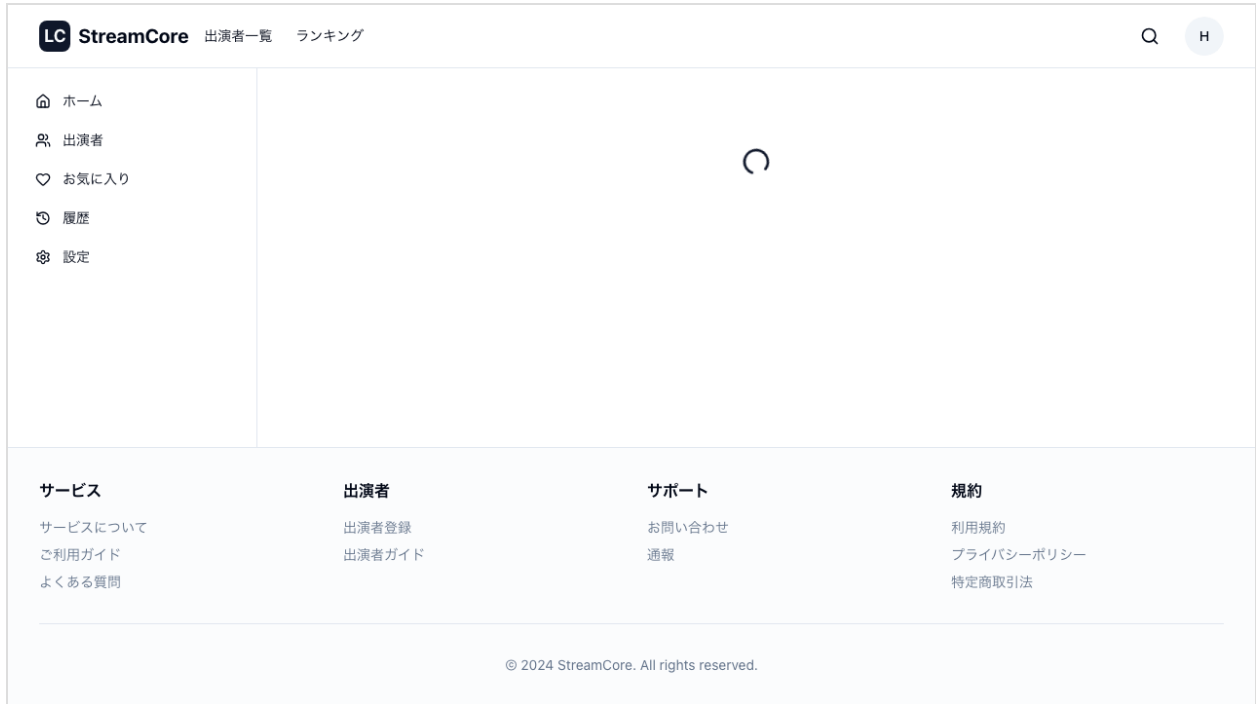 LC StreamCore 出演者一覧 ランキング H
ホーム
出演者
お気に入り
履歴
設定
サービス
サービスについて
ご利用ガイド
よくある質問
出演者
出演者登録
出演者ガイド
サポート
お問い合わせ
通報
規約
利用規約
プライバシーポリシー
特定商取引法
© 2024 StreamCore. All rights reserved.